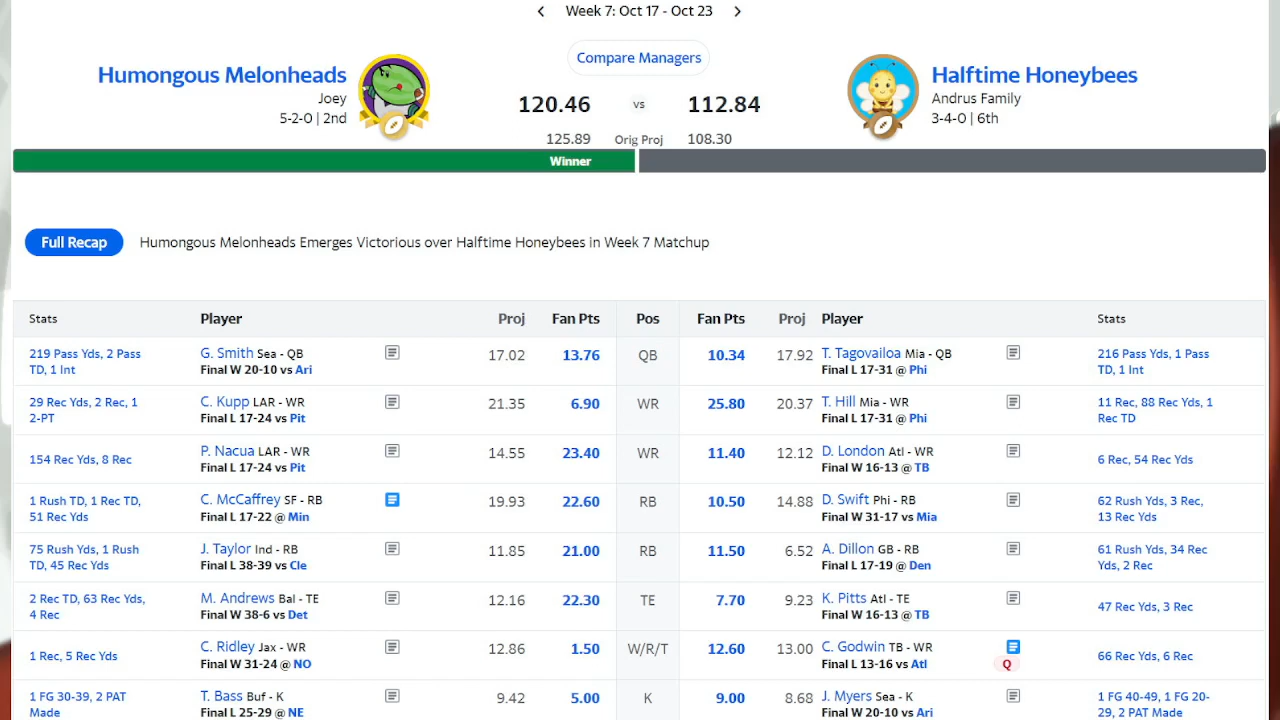 Week 7: Oct 17 - Oct 23
Compare Managers
Humongous Melonheads
Joey
5-2-0 | 2nd
120.46 vs 112.84
125.89 Orig Proj 108.30
Halftime Honeybees
Andrus Family
3-4-0 | 6th
Winner
Full Recap Humongous Melonheads Emerges Victorious over Halftime Honeybees in Week 7 Matchup
Stats Player Proj Fan Pts Pos Fan Pts Proj Player Stats
219 Pass Yds, 2 Pass G. Smith Sea - QB 17.02 13.76 QB 10.34 17.92 T. Tagovailoa Mia - QB 216 Pass Yds, 1 Pass
TD, 1 Int Final W 20-10 vs Ari Final L 17-31 @ Phi TD, 1 Int
29 Rec Yds, 2 Rec, 1 C. Kupp LAR - WR 21.35 6.90 WR 25.80 20.37 T. Hill Mia - WR 11 Rec, 88 Rec Yds, 1
2-PT Final L 17-24 vs Pit Final L 17-31 @ Phi Rec TD
154 Rec Yds, 8 Rec P. Nacua LAR - WR 14.55 23.40 WR 11.40 12.12 D. London Atl - WR 6 Rec, 54 Rec Yds
Final L 17-24 vs Pit Final W 16-13 @ TB
1 Rush TD, 1 Rec TD, C. McCaffrey SF - RB 19.93 22.60 RB 10.50 14.88 D. Swift Phi - RB 62 Rush Yds, 3 Rec,
51 Rec Yds Final L 17-22 @ Min Final W 31-17 vs Mia 13 Rec Yds
75 Rush Yds, 1 Rush J. Taylor Ind - RB 11.85 21.00 RB 11.50 6.52 A. Dillon GB - RB 61 Rush Yds, 34 Rec
TD, 45 Rec Yds Final L 38-39 vs Cle Final L 17-19 @ Den Yds, 2 Rec
2 Rec TD, 63 Rec Yds, M. Andrews Bal - TE 12.16 22.30 TE 7.70 9.23 K. Pitts Atl - TE 47 Rec Yds, 3 Rec
4 Rec Final W 38-6 vs Det Final W 16-13 @ TB
1 Rec, 5 Rec Yds C. Ridley Jax - WR 12.86 1.50 W/R/T 12.60 13.00 C. Godwin TB - WR 66 Rec Yds, 6 Rec
Final W 31-24 @ NO Final L 13-16 vs Atl Q
1 FG 30-39, 2 PAT T. Bass Buf - K 9.42 5.00 K 9.00 8.68 J. Myers Sea - K 1 FG 40-49, 1 FG 20-
Made Final L 25-29 @ NE Final W 20-10 vs Ari 29, 2 PAT Made